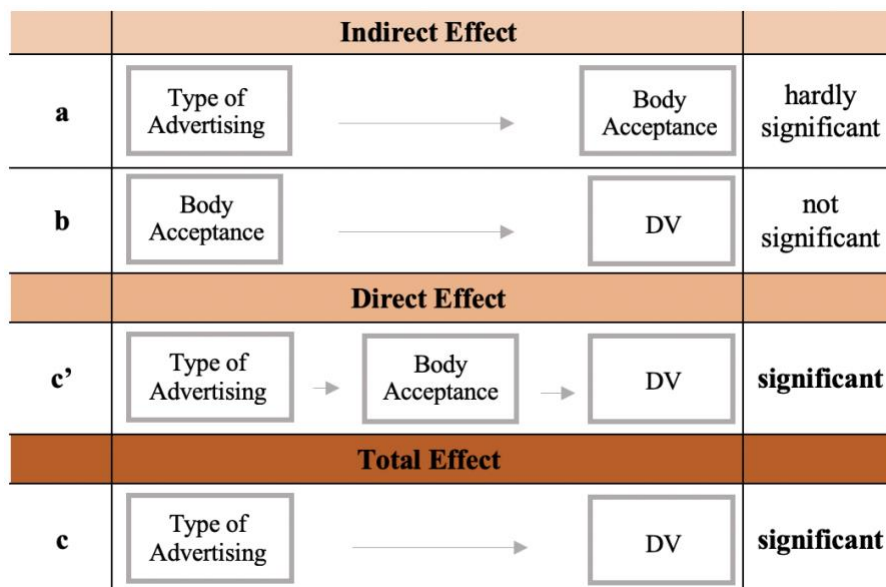 Indirect Effect
a
Type of
Advertising
Body
Acceptance
hardly
significant
b
Body
Acceptance
DV
not
significant
Direct Effect
c’
Type of
Advertising
Body
Acceptance
DV
significant
Total Effect
c
Type of
Advertising
DV
significant